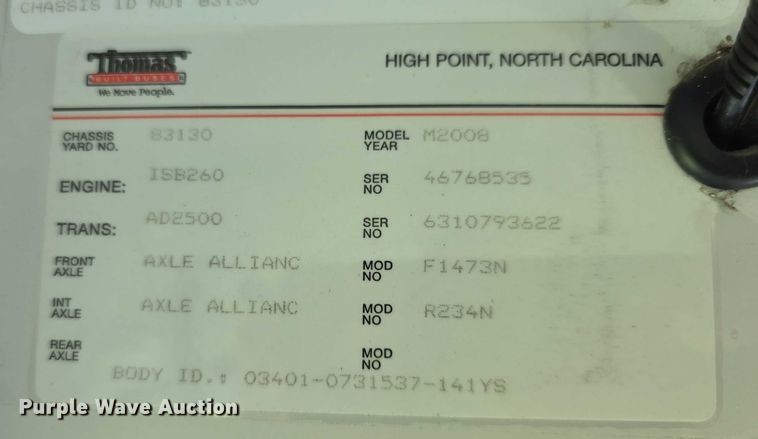 CHASSIS ID NO: 83130
Thomas
BUILT BUSES
We Move People.
HIGH POINT, NORTH CAROLINA
CHASSIS YARD NO. 83130 MODEL YEAR M2008
ENGINE: ISB260 SER NO 46768535
TRANS: AD2500 SER NO 6310793622
FRONT AXLE AXLE ALLIANC MOD NO F1473N
INT AXLE AXLE ALLIANC MOD NO R234N
REAR AXLE MOD NO
BODY ID.: 03401-0731537-141YS
Purple Wave Auction